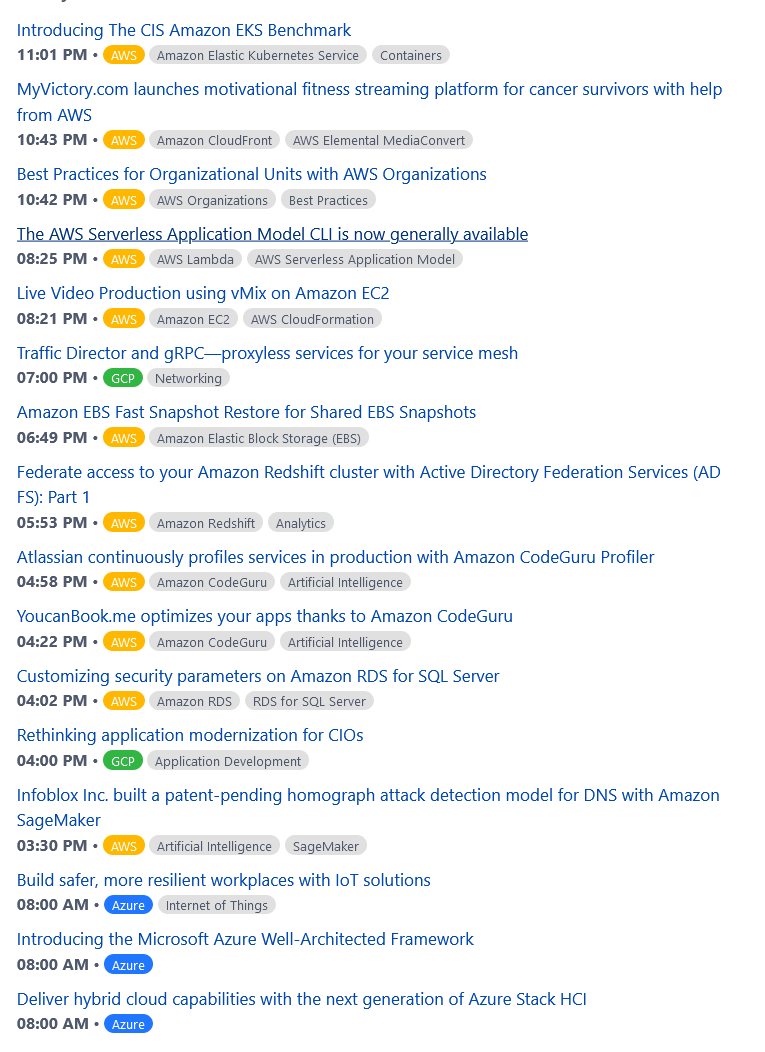 Introducing The CIS Amazon EKS Benchmark
11:01 PM • AWS Amazon Elastic Kubernetes Service Containers
MyVictory.com launches motivational fitness streaming platform for cancer survivors with help
from AWS
10:43 PM • AWS Amazon CloudFront AWS Elemental MediaConvert
Best Practices for Organizational Units with AWS Organizations
10:42 PM • AWS AWS Organizations Best Practices
The AWS Serverless Application Model CLI is now generally available
08:25 PM • AWS AWS Lambda AWS Serverless Application Model
Live Video Production using vMix on Amazon EC2
08:21 PM • AWS Amazon EC2 AWS CloudFormation
Traffic Director and gRPC—proxyless services for your service mesh
07:00 PM • GCP Networking
Amazon EBS Fast Snapshot Restore for Shared EBS Snapshots
06:49 PM • AWS Amazon Elastic Block Storage (EBS)
Federate access to your Amazon Redshift cluster with Active Directory Federation Services (AD
FS): Part 1
05:53 PM • AWS Amazon Redshift Analytics
Atlassian continuously profiles services in production with Amazon CodeGuru Profiler
04:58 PM • AWS Amazon CodeGuru Artificial Intelligence
YoucanBook.me optimizes your apps thanks to Amazon CodeGuru
04:22 PM • AWS Amazon CodeGuru Artificial Intelligence
Customizing security parameters on Amazon RDS for SQL Server
04:02 PM • AWS Amazon RDS RDS for SQL Server
Rethinking application modernization for CIOs
04:00 PM • GCP Application Development
Infoblox Inc. built a patent-pending homograph attack detection model for DNS with Amazon
SageMaker
03:30 PM • AWS Artificial Intelligence SageMaker
Build safer, more resilient workplaces with IoT solutions
08:00 AM • Azure Internet of Things
Introducing the Microsoft Azure Well-Architected Framework
08:00 AM • Azure
Deliver hybrid cloud capabilities with the next generation of Azure Stack HCI
08:00 AM • Azure